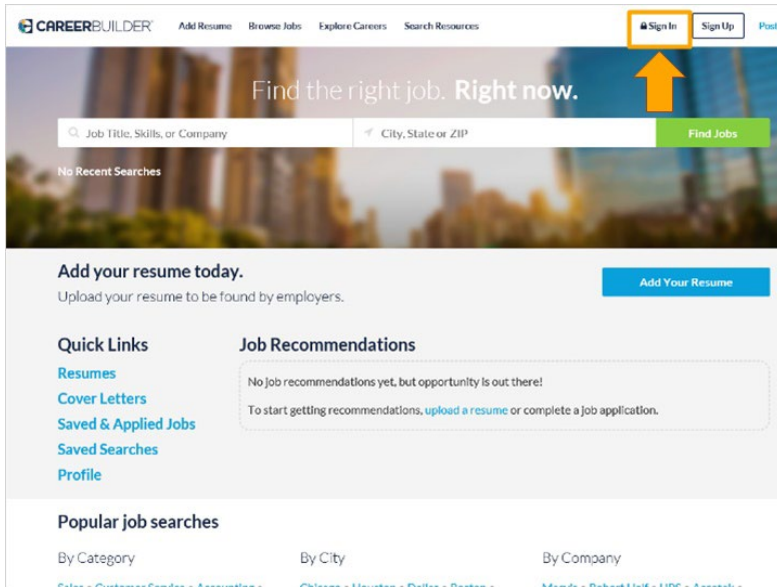 CAREERBUILDER Add Resume Browse Jobs Explore Careers Search Resources Sign In Sign Up Post
Find the right job. Right now.
Job Title, Skills, or Company City, State or ZIP Find Jobs
No Recent Searches
Add your resume today.
Upload your resume to be found by employers.
Add Your Resume
Quick Links
Resumes
Cover Letters
Saved & Applied Jobs
Saved Searches
Profile
Job Recommendations
No job recommendations yet, but opportunity is out there!
To start getting recommendations, upload a resume or complete a job application.
Popular job searches
By Category By City By Company